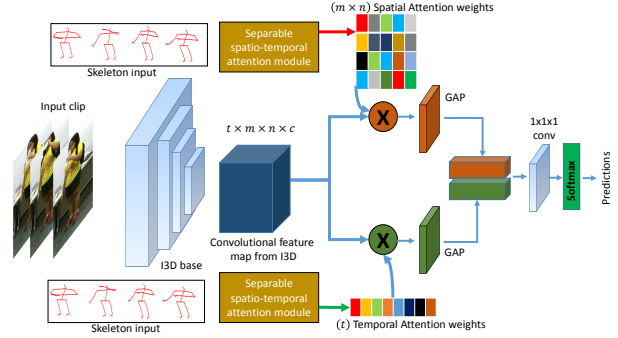 (m × n) Spatial Attention weights
Separable
spatio-temporal
attention module
Skeleton input
GAP
Input clip
t × m × n × c
X
1x1x1
conv
Softmax
Predictions
I3D base
Convolutional feature
map from I3D
X
GAP
Separable
spatio-temporal
attention module
Skeleton input
(t) Temporal Attention weights